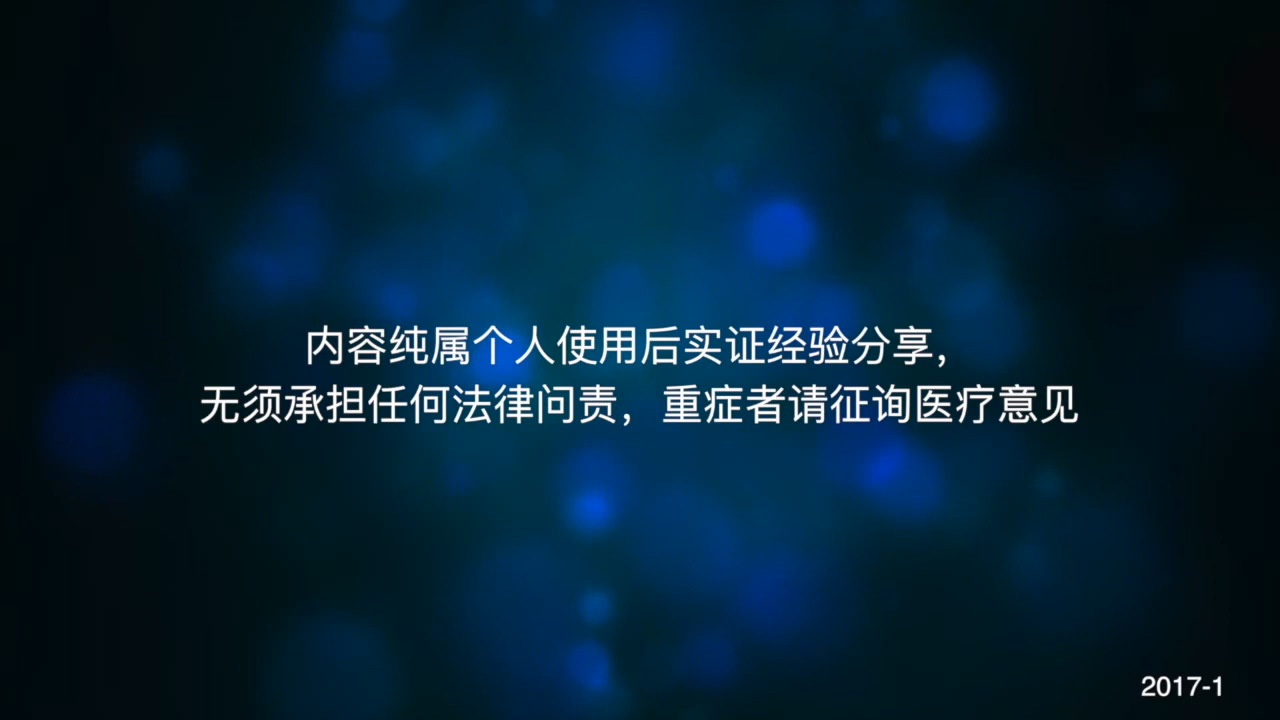 内容纯属个人使用后实证经验分享，
无须承担任何法律问责，重症者请征询医疗意见
2017-1